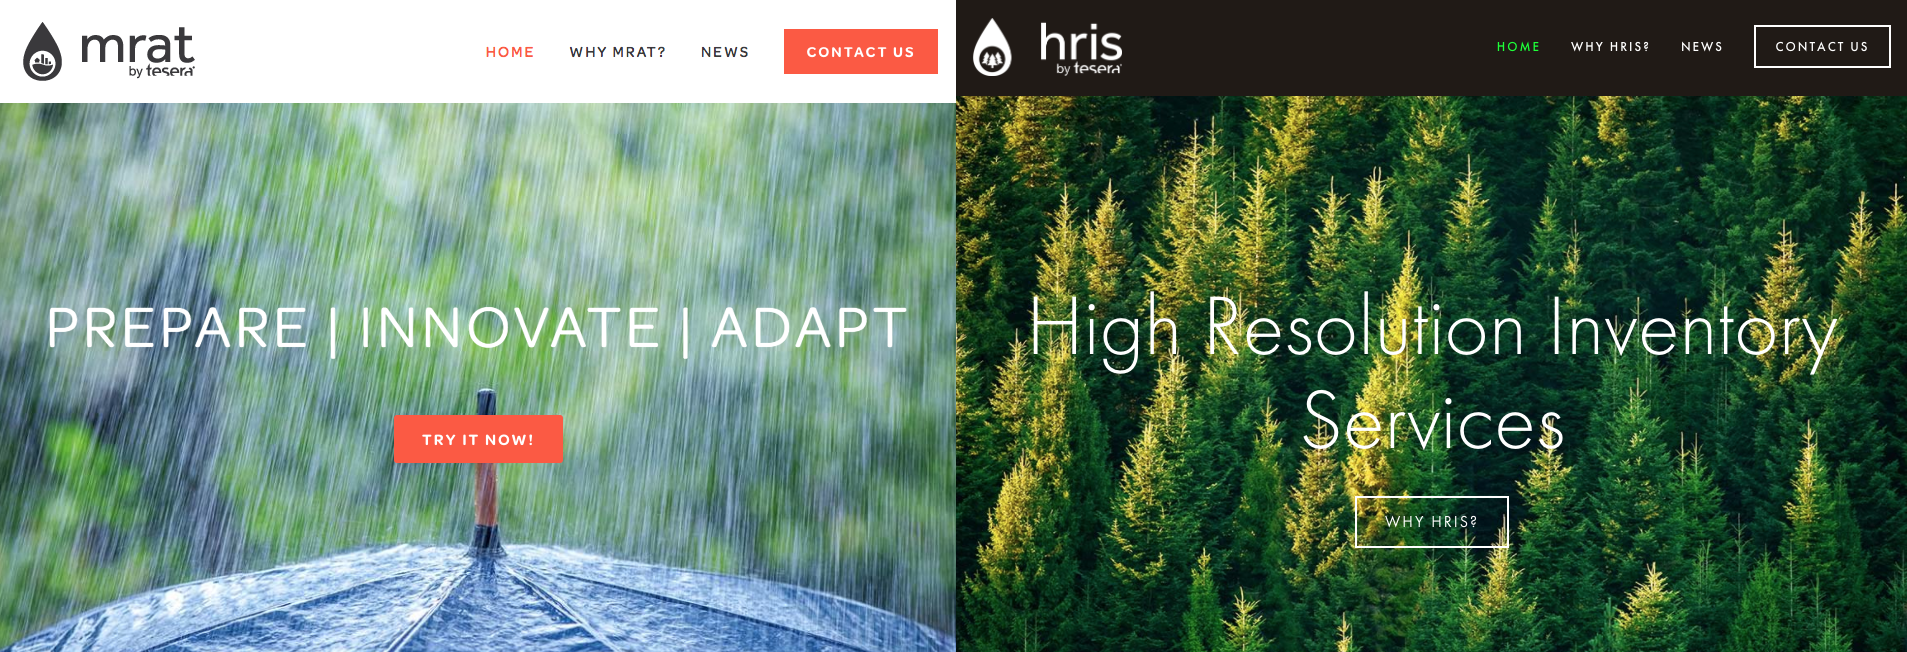 mrat
by tesera
HOME
WHY MRAT?
NEWS
CONTACT US
PREPARE | INNOVATE | ADAPT
TRY IT NOW!
hris
by tesera
HOME
WHY HRIS?
NEWS
CONTACT US
High Resolution Inventory
Services
WHY HRIS?